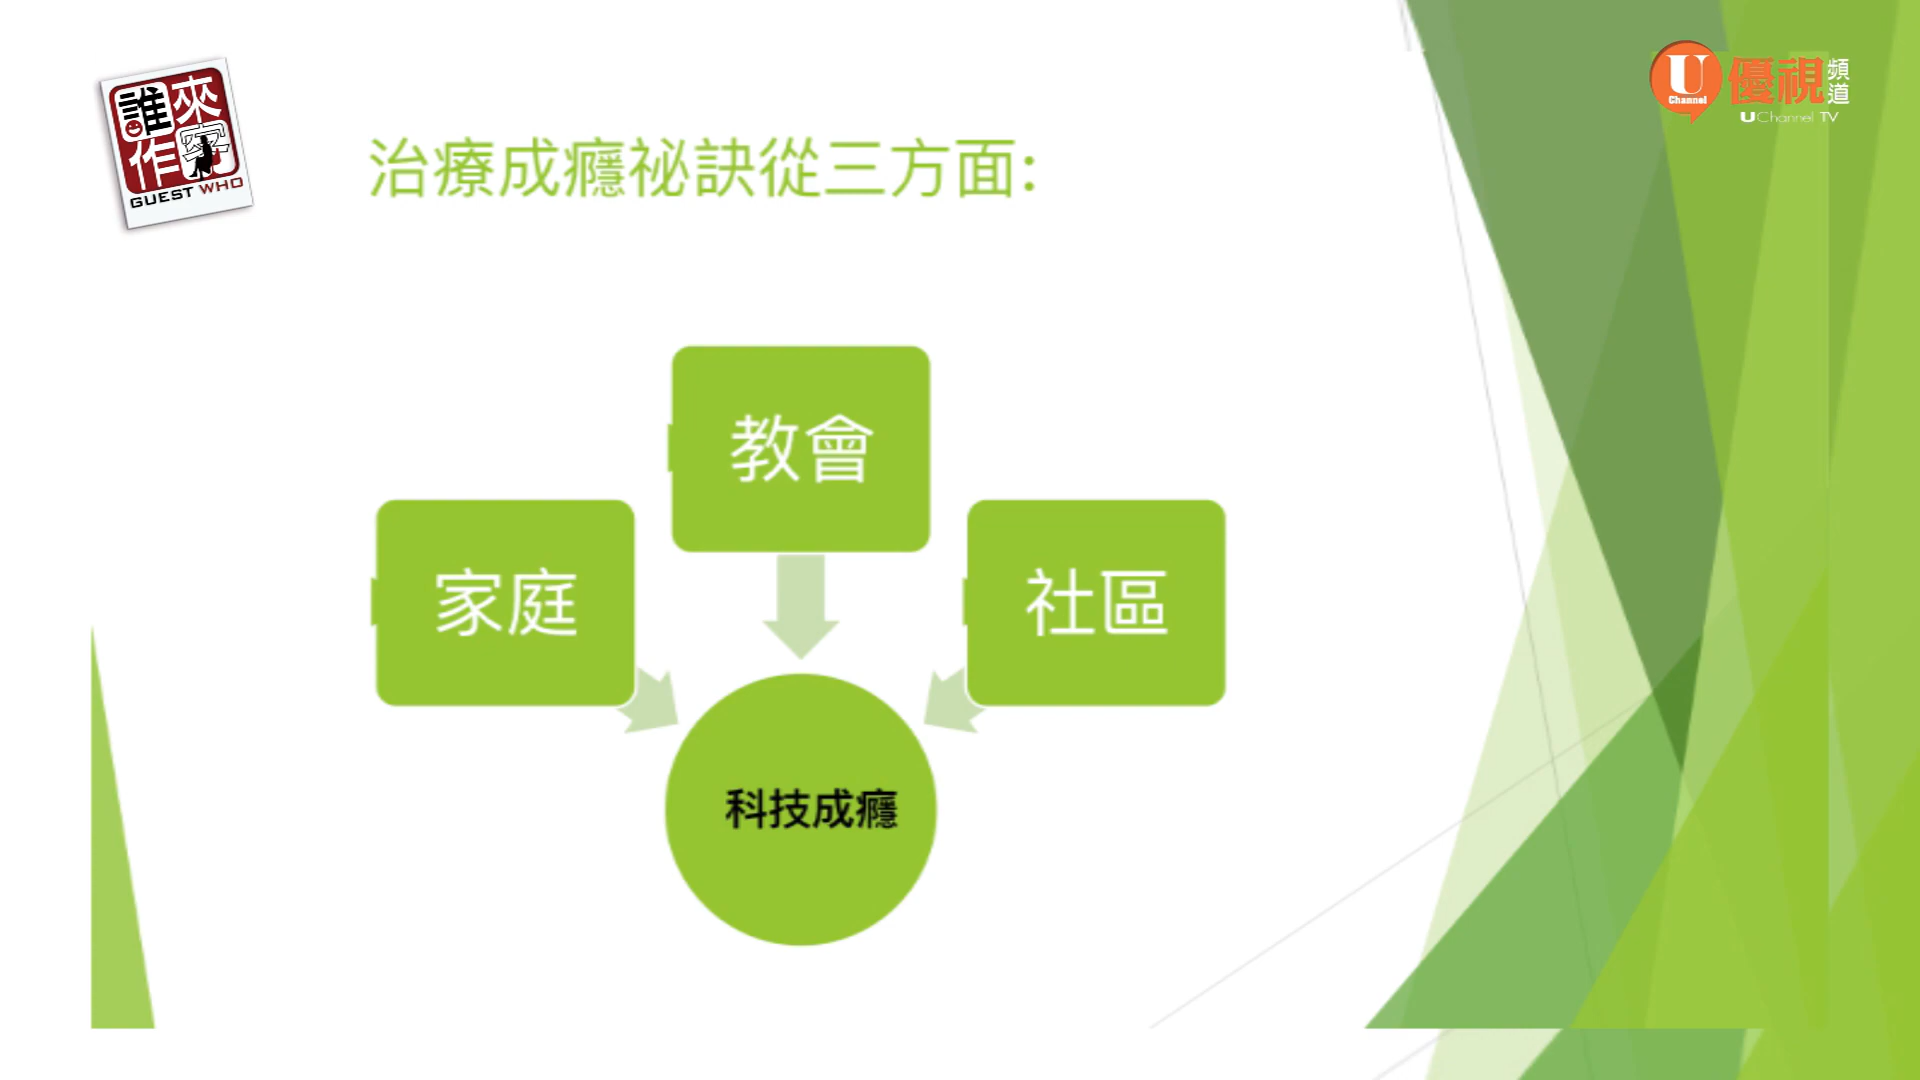 誰來
作客
GUEST WHO
U
Channel
優視
頻道
UChannel TV
治療成癮祕訣從三方面:
教會
家庭
社區
科技成癮